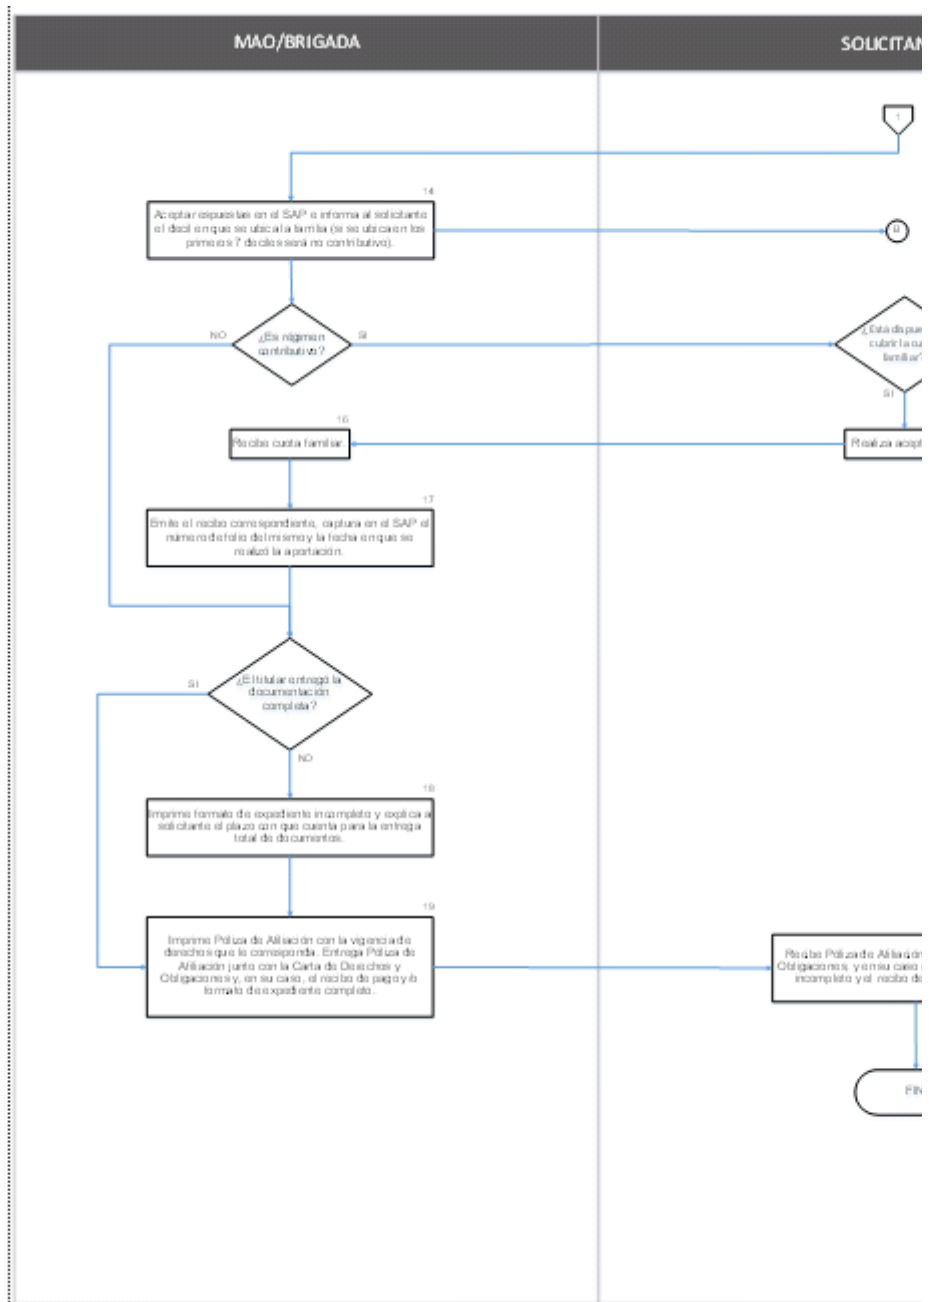 MAO/BRIGADA
SOLICITAN
1
14
Aceptar respuestas en el SAP e informa al solicitante
el decil en que se ubica la familia (si se ubica en los
primeros 7 deciles será no contributivo).
B
NO
¿Es régimen
contributivo?
SI
¿Está dispue
cubrir la cu
familiar?
SI
16
Recibe cuota familiar.
Realiza acept
17
Emite el recibo correspondiente, captura en el SAP el
número de folio del mismo y la fecha en que se
realizó la aportación.
SI
¿El titular entregó la
documentación
completa?
NO
18
Imprime formato de expediente incompleto y explica a
solicitante el plazo con que cuenta para la entrega
total de documentos.
19
Imprime Póliza de Afiliación con la vigencia de
derechos que le corresponda. Entrega Póliza de
Afiliación junto con la Carta de Derechos y
Obligaciones y, en su caso, el recibo de pago y/o
formato de expediente completo.
Recibe Póliza de Afiliación
Obligaciones, y en su caso
incompleto y el recibo de
FIN